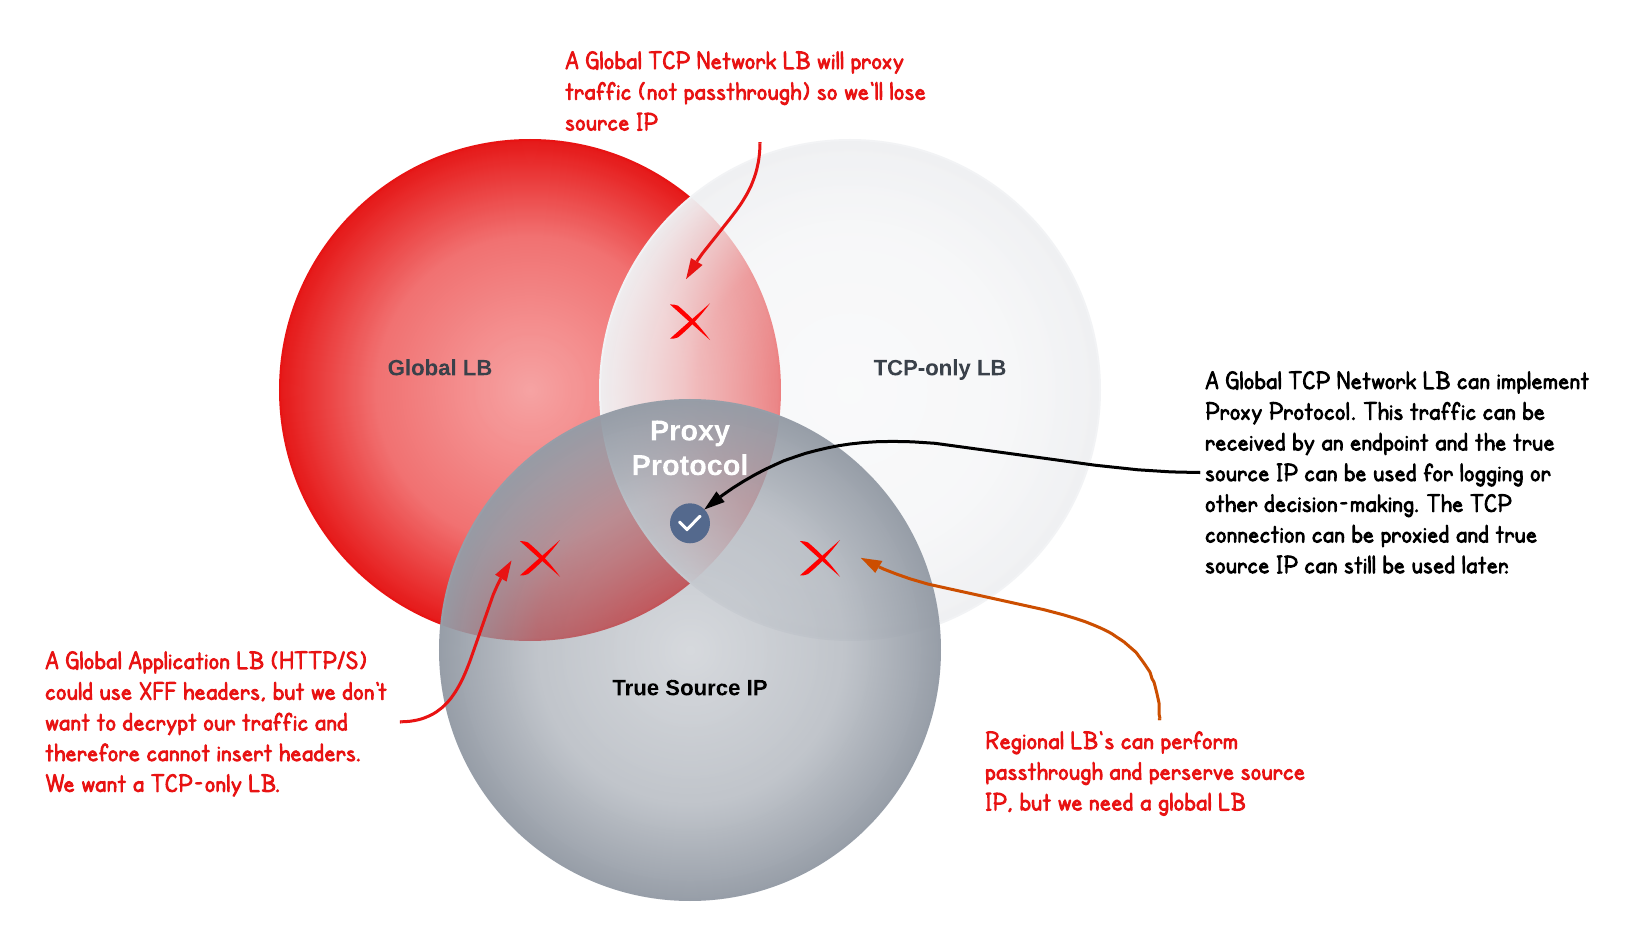 A Global TCP Network LB will proxy
traffic (not passthrough) so we'll lose
source IP
Global LB
TCP-only LB
Proxy
Protocol
A Global TCP Network LB can implement
Proxy Protocol. This traffic can be
received by an endpoint and the true
source IP can be used for logging or
other decision-making. The TCP
connection can be proxied and true
source IP can still be used later.
A Global Application LB (HTTP/S)
could use XFF headers, but we don't
want to decrypt our traffic and
therefore cannot insert headers.
We want a TCP-only LB.
True Source IP
Regional LB's can perform
passthrough and perserve source
IP, but we need a global LB